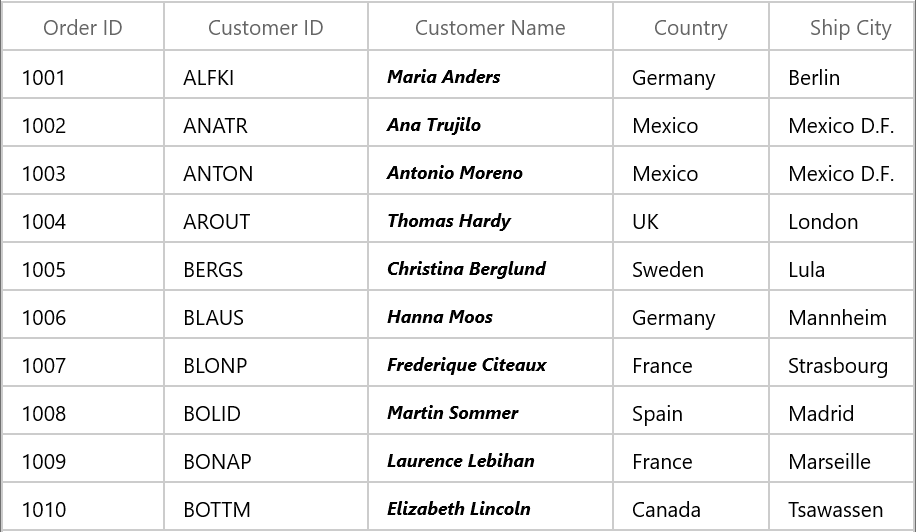 Order ID Customer ID Customer Name Country Ship City
1001 ALFKI Maria Anders Germany Berlin
1002 ANATR Ana Trujilo Mexico Mexico D.F.
1003 ANTON Antonio Moreno Mexico Mexico D.F.
1004 AROUT Thomas Hardy UK London
1005 BERGS Christina Berglund Sweden Lula
1006 BLAUS Hanna Moos Germany Mannheim
1007 BLONP Frederique Citeaux France Strasbourg
1008 BOLID Martin Sommer Spain Madrid
1009 BONAP Laurence Lebihan France Marseille
1010 BOTTM Elizabeth Lincoln Canada Tsawassen